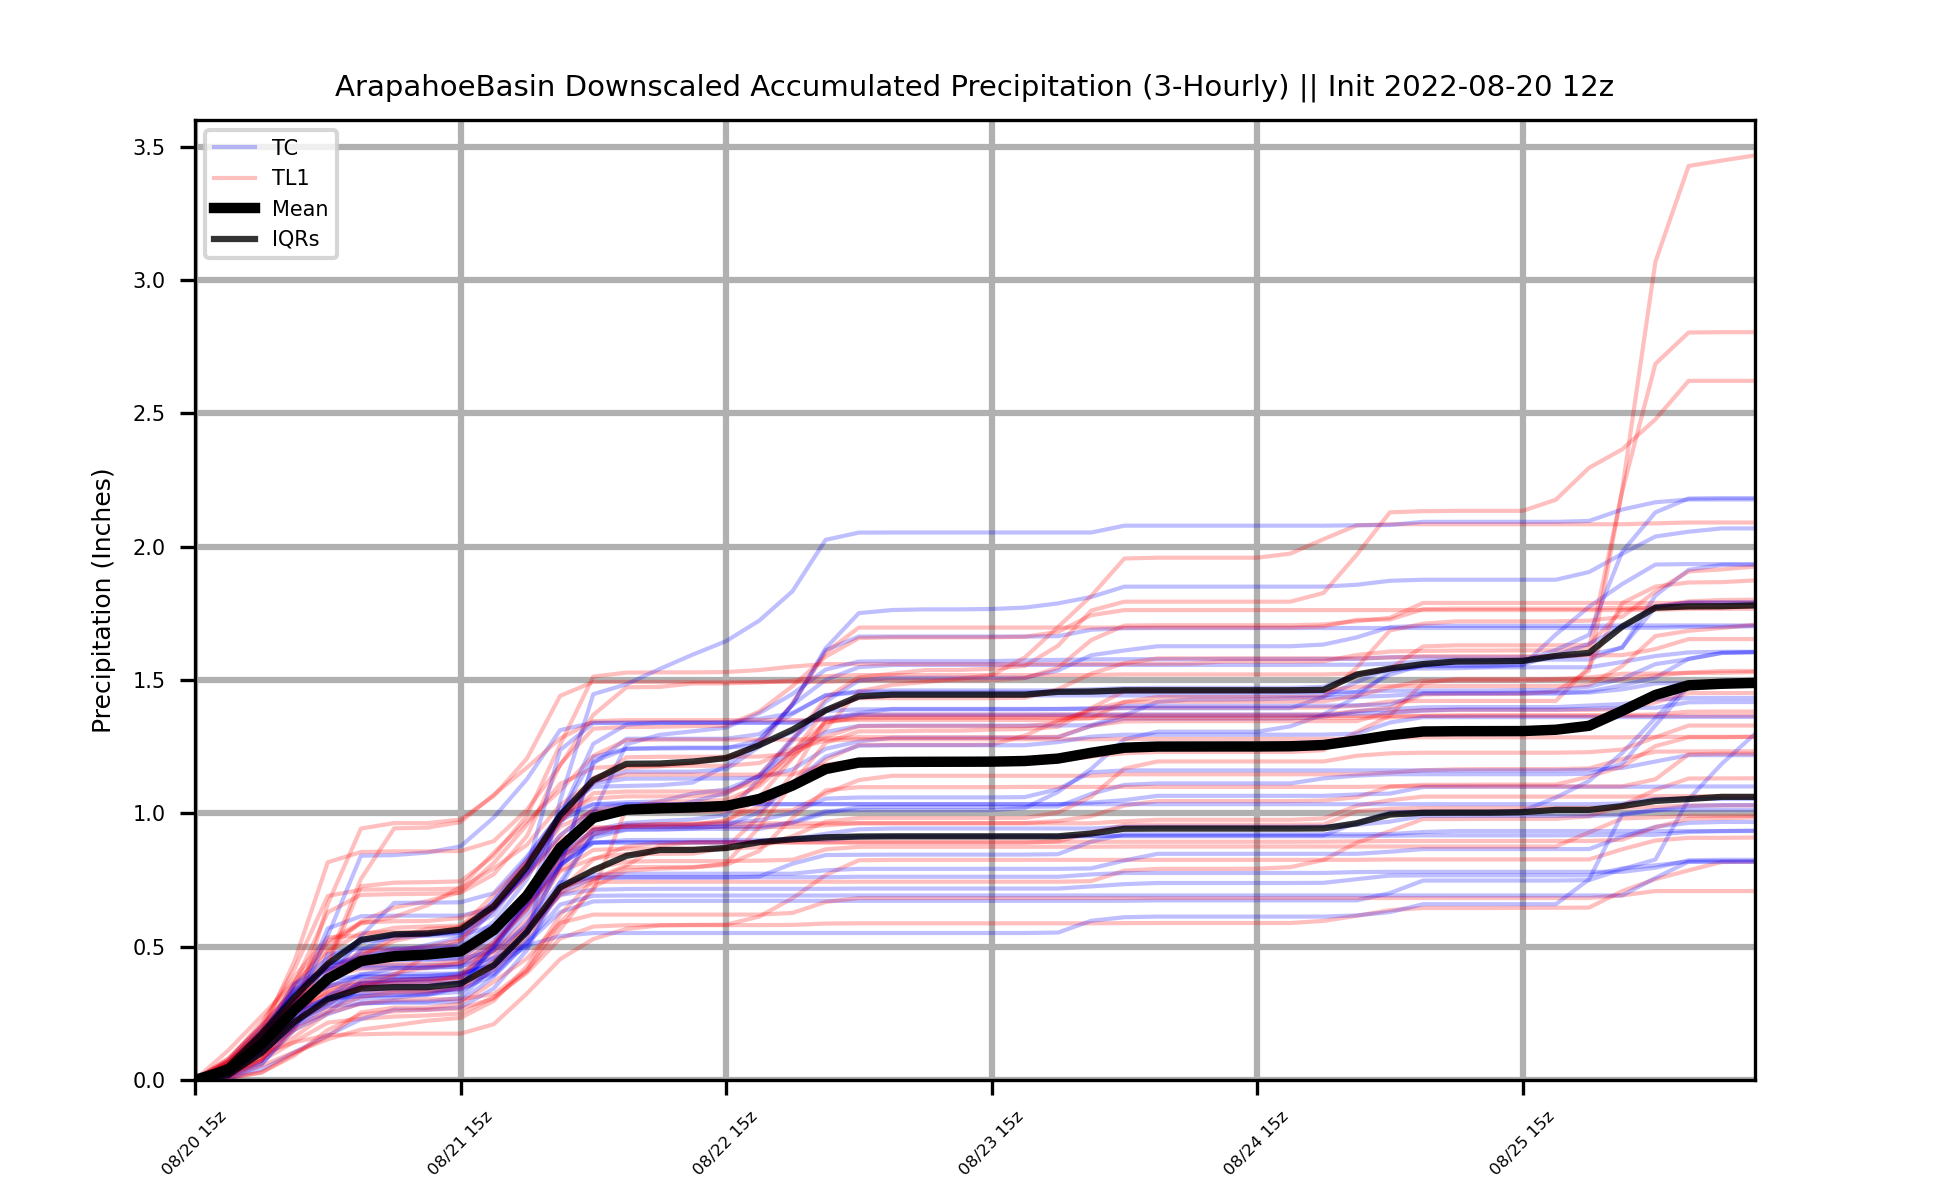 ArapahoeBasin Downscaled Accumulated Precipitation (3-Hourly) || Init 2022-08-20 12z
TC
TL1
Mean
IQRs
Precipitation (Inches)
3.5
3.0
2.5
2.0
1.5
1.0
0.5
0.0
08/20 15z
08/21 15z
08/22 15z
08/23 15z
08/24 15z
08/25 15z